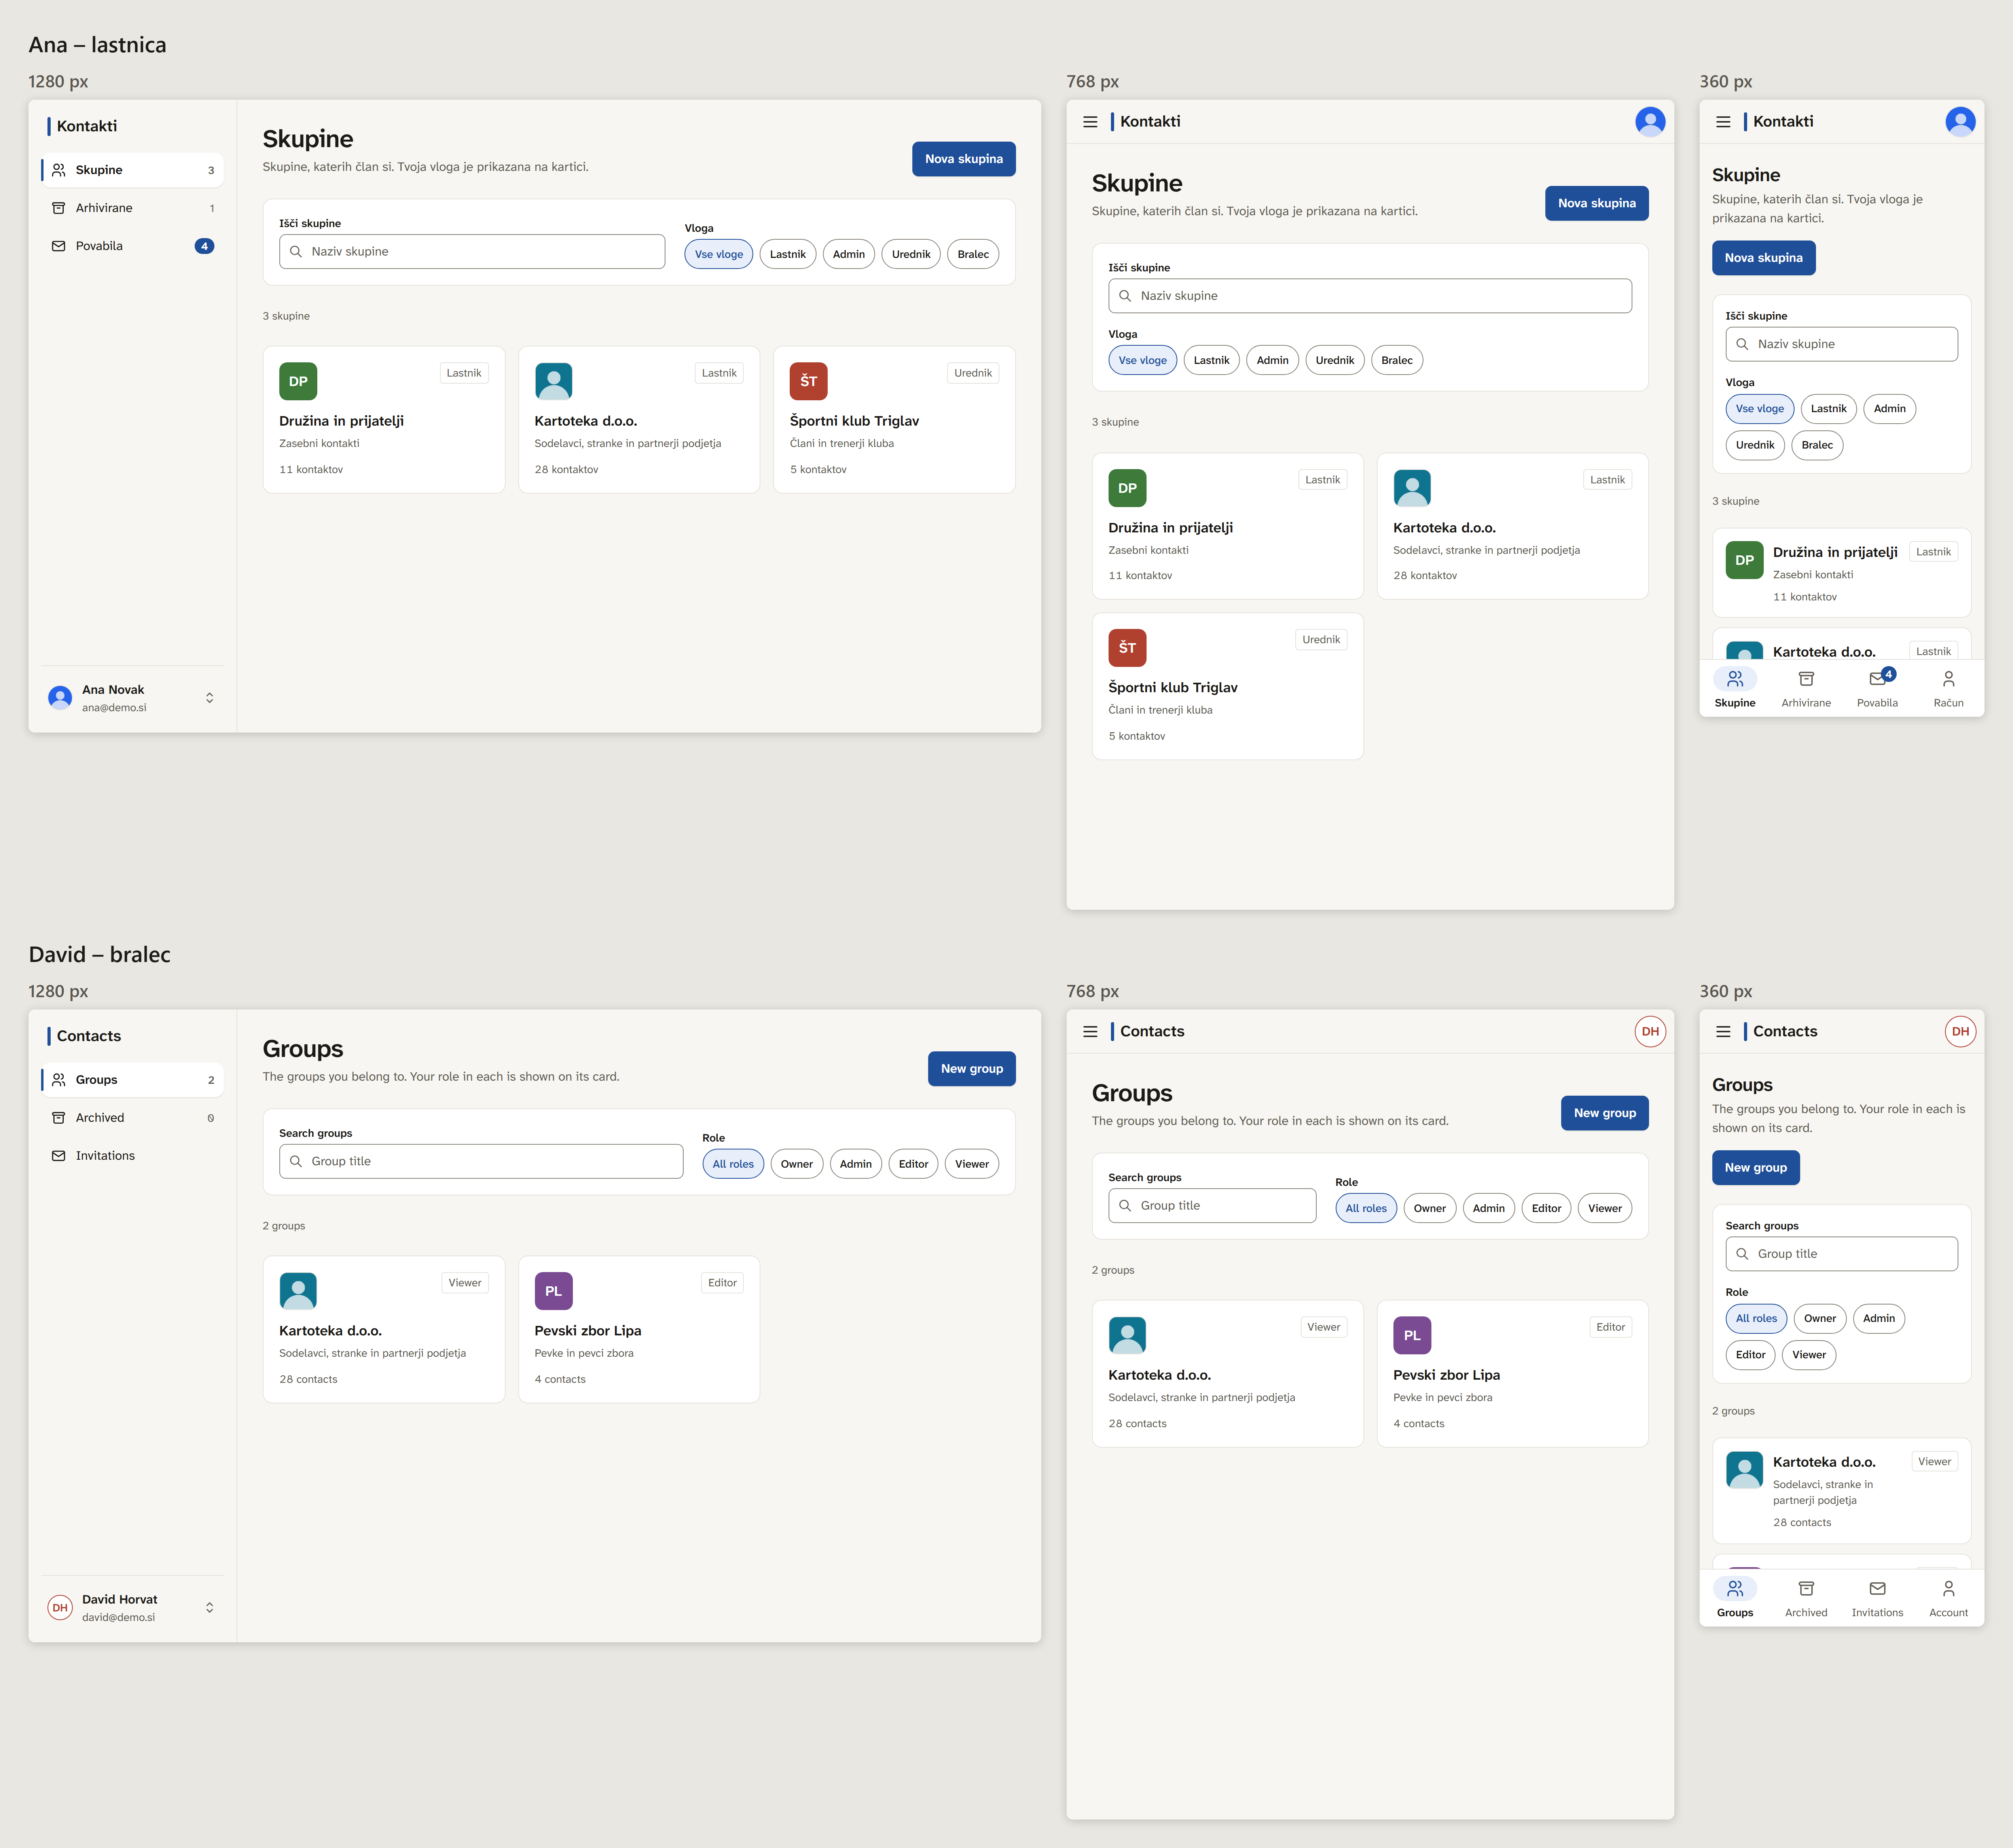 Ana – lastnica
1280 px
Kontakti
Skupine 3
Arhivirane 1
Povabila 4
Ana Novak
ana@demo.si
Skupine
Skupine, katerih član si. Tvoja vloga je prikazana na kartici.
Nova skupina
Išči skupine
Naziv skupine
Vloga
Vse vloge Lastnik Admin Urednik Bralec
3 skupine
DP Lastnik
Družina in prijatelji
Zasebni kontakti
11 kontaktov
Lastnik
Kartoteka d.o.o.
Sodelavci, stranke in partnerji podjetja
28 kontaktov
ŠT Urednik
Športni klub Triglav
Člani in trenerji kluba
5 kontaktov
768 px
Kontakti
Skupine
Skupine, katerih član si. Tvoja vloga je prikazana na kartici.
Nova skupina
Išči skupine
Naziv skupine
Vloga
Vse vloge Lastnik Admin Urednik Bralec
3 skupine
DP Lastnik
Družina in prijatelji
Zasebni kontakti
11 kontaktov
Lastnik
Kartoteka d.o.o.
Sodelavci, stranke in partnerji podjetja
28 kontaktov
ŠT Urednik
Športni klub Triglav
Člani in trenerji kluba
5 kontaktov
360 px
Kontakti
Skupine
Skupine, katerih član si. Tvoja vloga je
prikazana na kartici.
Nova skupina
Išči skupine
Naziv skupine
Vloga
Vse vloge Lastnik Admin
Urednik Bralec
3 skupine
DP Družina in prijatelji Lastnik
Zasebni kontakti
11 kontaktov
Kartoteka d.o.o. Lastnik
4
Skupine Arhivirane Povabila Račun
David – bralec
1280 px
Contacts
Groups 2
Archived 0
Invitations
DH David Horvat
david@demo.si
Groups
The groups you belong to. Your role in each is shown on its card.
New group
Search groups
Group title
Role
All roles Owner Admin Editor Viewer
2 groups
Viewer
Kartoteka d.o.o.
Sodelavci, stranke in partnerji podjetja
28 contacts
PL Editor
Pevski zbor Lipa
Pevke in pevci zbora
4 contacts
768 px
Contacts DH
Groups
The groups you belong to. Your role in each is shown on its card.
New group
Search groups
Group title
Role
All roles Owner Admin Editor Viewer
2 groups
Viewer
Kartoteka d.o.o.
Sodelavci, stranke in partnerji podjetja
28 contacts
PL Editor
Pevski zbor Lipa
Pevke in pevci zbora
4 contacts
360 px
Contacts DH
Groups
The groups you belong to. Your role in each is
shown on its card.
New group
Search groups
Group title
Role
All roles Owner Admin
Editor Viewer
2 groups
Kartoteka d.o.o. Viewer
Sodelavci, stranke in
partnerji podjetja
28 contacts
Groups Archived Invitations Account